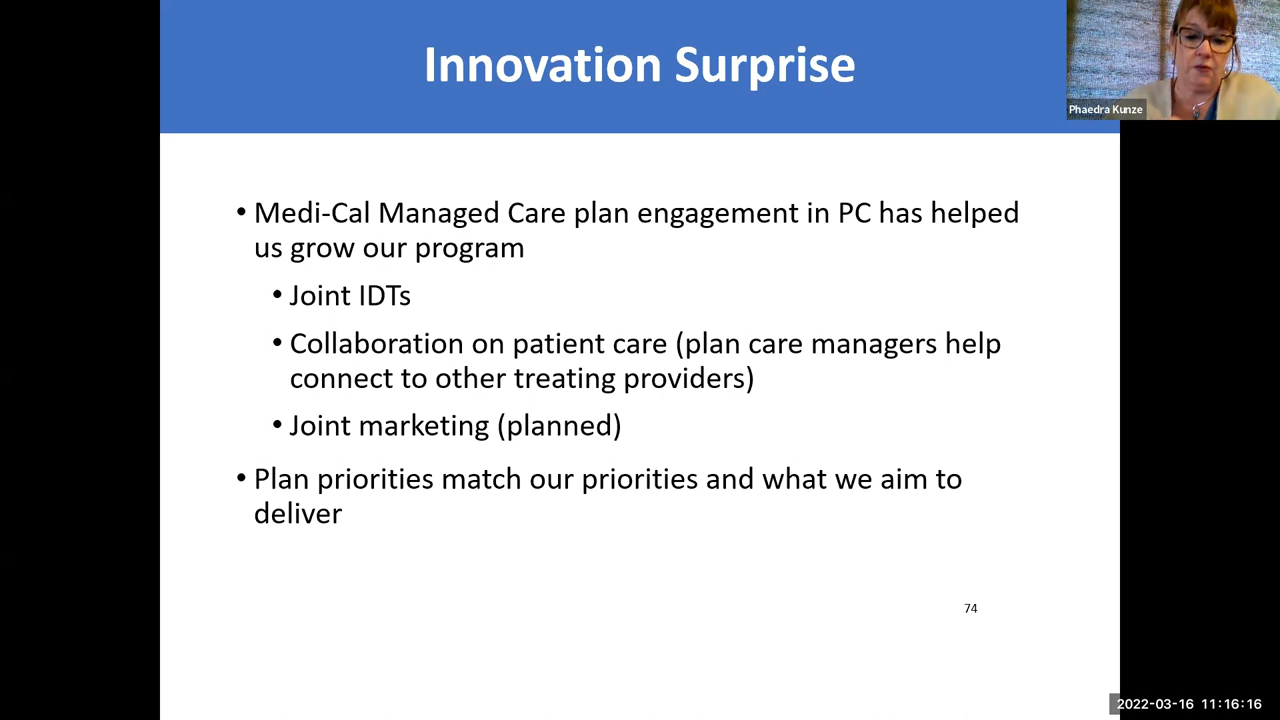 Innovation Surprise
Phaedra Kunze
• Medi-Cal Managed Care plan engagement in PC has helped
us grow our program
• Joint IDTs
• Collaboration on patient care (plan care managers help
connect to other treating providers)
• Joint marketing (planned)
• Plan priorities match our priorities and what we aim to
deliver
74
2022-03-16 11:16:16